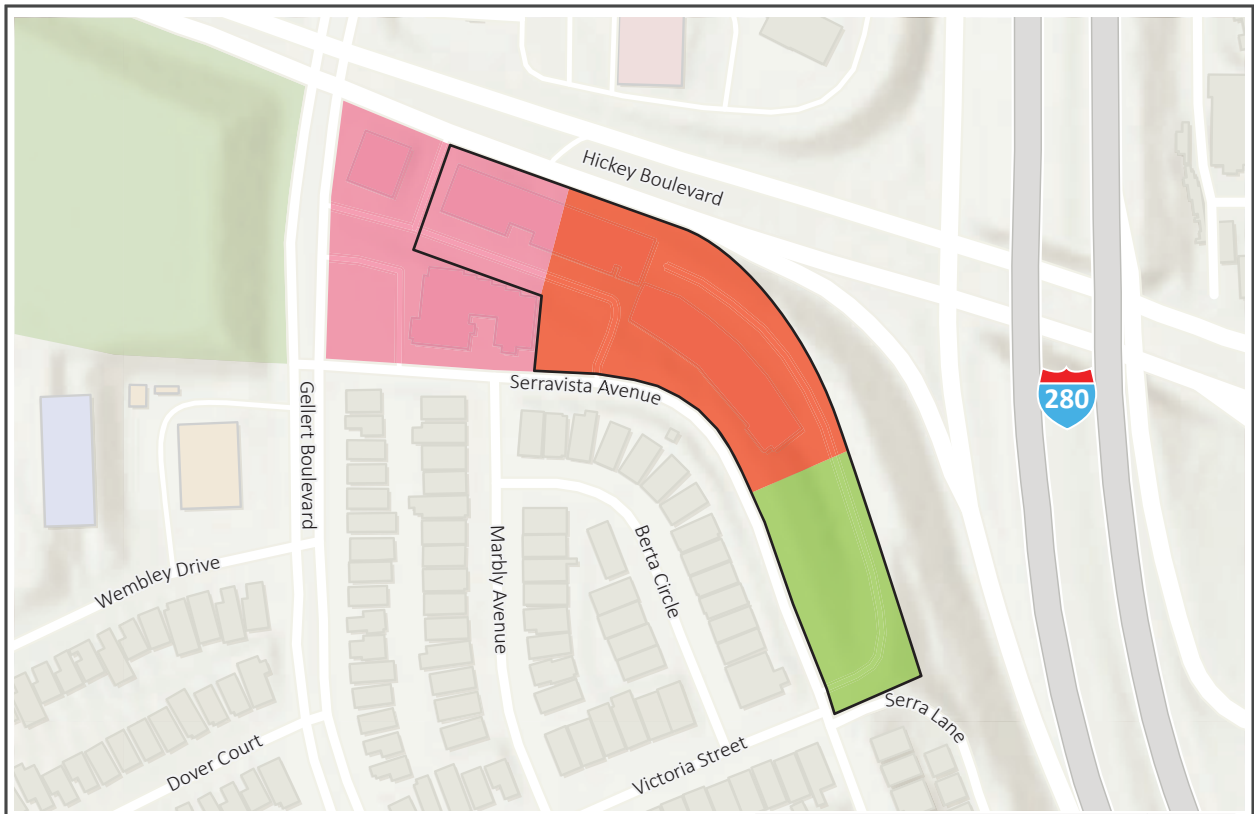 Hickey Boulevard
280
Serravista Avenue
Gellert Boulevard
Marbly Avenue
Berta Circle
Wembley Drive
Serra Lane
Victoria Street
Dover Court